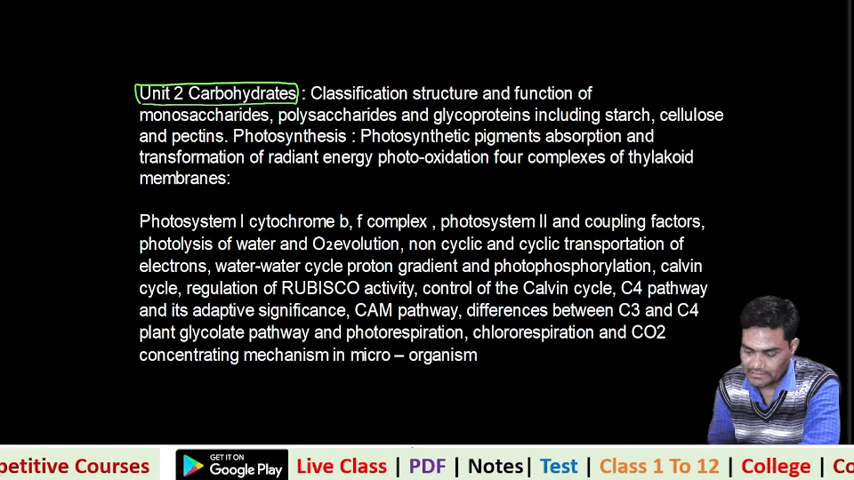 Unit 2 Carbohydrates : Classification structure and function of
monosaccharides, polysaccharides and glycoproteins including starch, cellulose
and pectins. Photosynthesis : Photosynthetic pigments absorption and
transformation of radiant energy photo-oxidation four complexes of thylakoid
membranes:
Photosystem I cytochrome b, f complex , photosystem II and coupling factors,
photolysis of water and O2evolution, non cyclic and cyclic transportation of
electrons, water-water cycle proton gradient and photophosphorylation, calvin
cycle, regulation of RUBISCO activity, control of the Calvin cycle, C4 pathway
and its adaptive significance, CAM pathway, differences between C3 and C4
plant glycolate pathway and photorespiration, chlororespiration and CO2
concentrating mechanism in micro – organism
petitive Courses GET IT ON Google Play Live Class | PDF | Notes| Test | Class 1 To 12 | College | Co